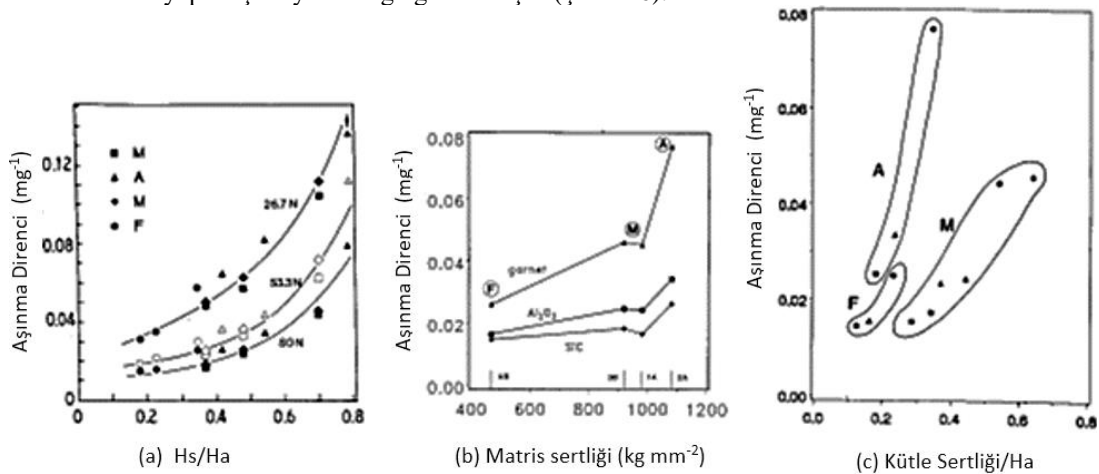 0.12
0.08
0.04
0
0
0.2
0.4
0.6
0.8
M
A
M
F
26.7 N
53.3N
80N
Aşınma Direnci (mg-1)
(a) Hs/Ha
0.08
0.06
0.04
0.02
0.00
400
600
800
1000
1200
garnet
Al2O3
SiC
F
M
A
Aşınma Direnci (mg-1)
(b) Matris sertliği (kg mm-2)
0.08
0.06
0.04
0.02
0.00
0.0
0.2
0.4
0.6
0.8
A
M
F
Aşınma Direnci (mg-1)
(c) Kütle Sertliği/Ha